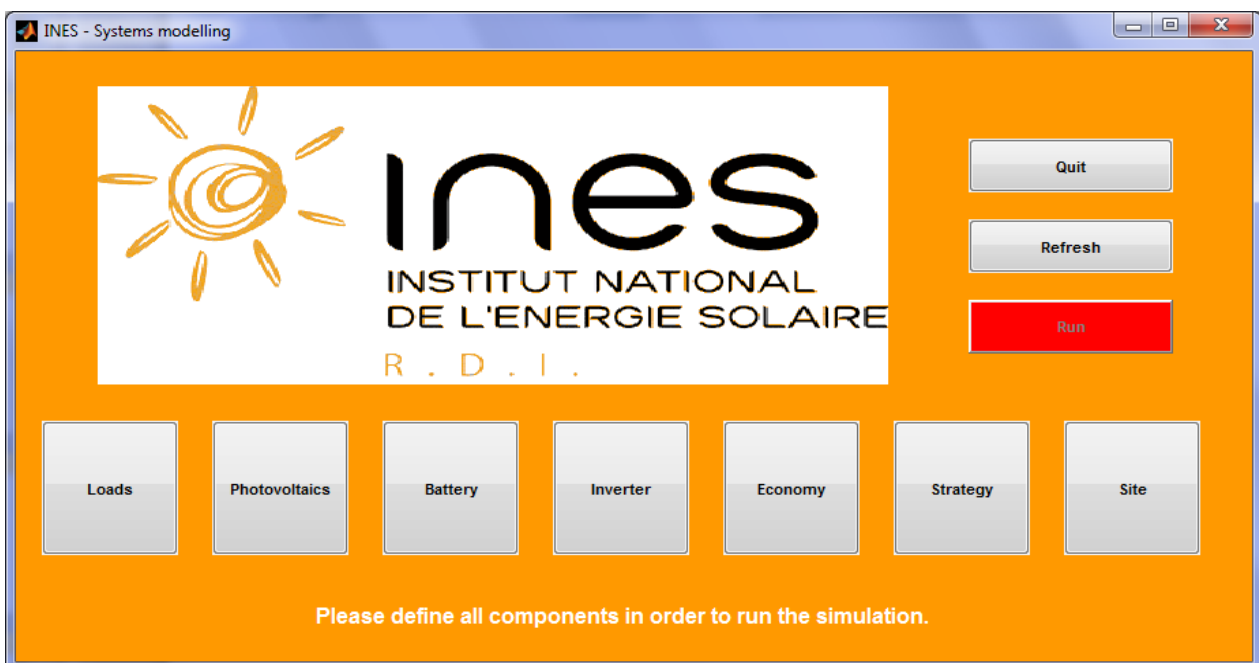 INES - Systems modelling
ines
INSTITUT NATIONAL
DE L'ENERGIE SOLAIRE
R . D . I .
Quit
Refresh
Run
Loads
Photovoltaics
Battery
Inverter
Economy
Strategy
Site
Please define all components in order to run the simulation.